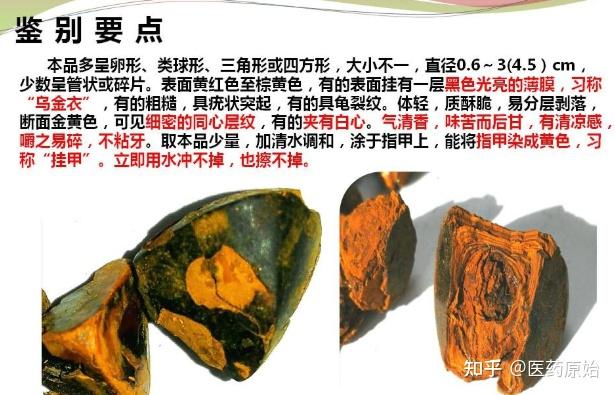 鉴别要点
本品多呈卵形、类球形、三角形或四方形，大小不一，直径0.6～3(4.5）cm，
少数呈管状或碎片。表面黄红色至棕黄色，有的表面挂有一层黑色光亮的薄膜，习称
“乌金衣”，有的粗糙，具疣状突起，有的具龟裂纹。体轻，质酥脆，易分层剥落，
断面金黄色，可见细密的同心层纹，有的夹有白心。气清香，味苦而后甘，有清凉感，
嚼之易碎，不粘牙。取本品少量，加清水调和，涂于指甲上，能将指甲染成黄色，习
称“挂甲”。立即用水冲不掉，也擦不掉。
知乎 @医药原始